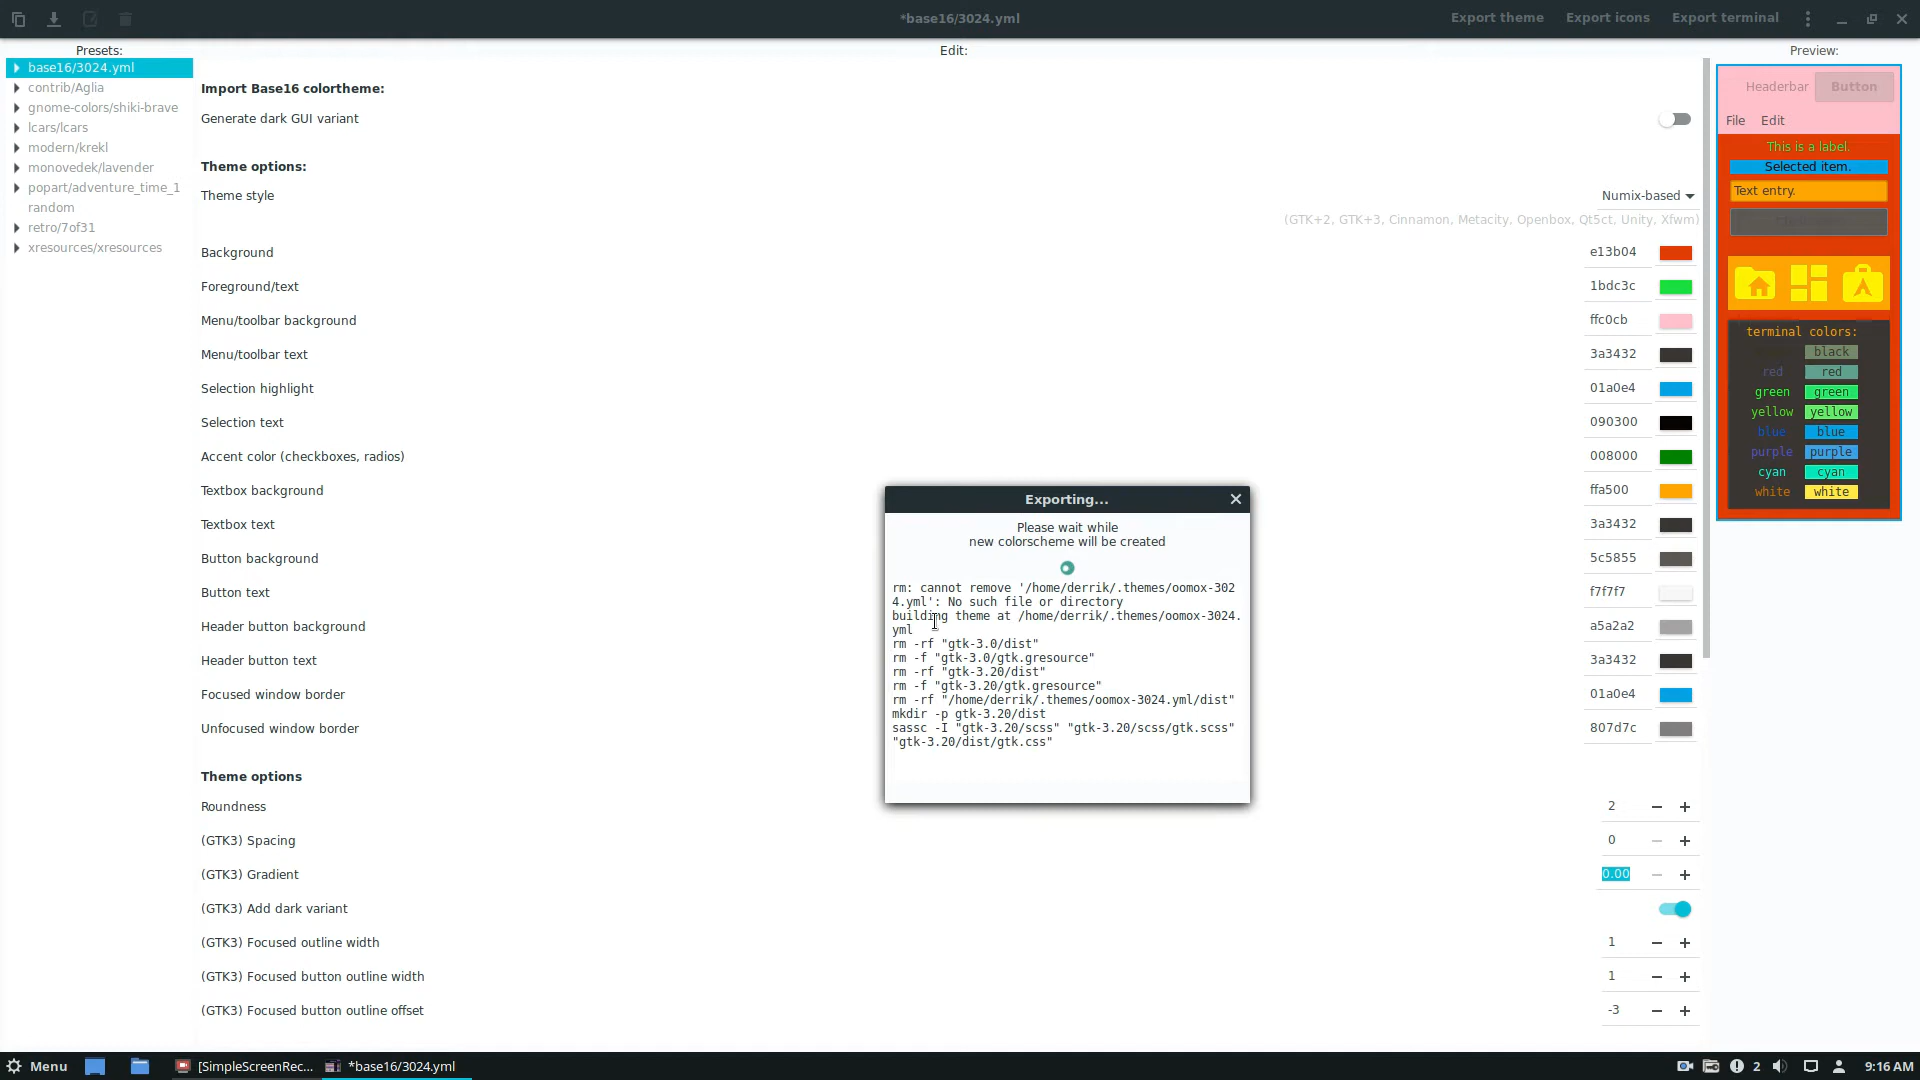 *base16/3024.yml
Export theme
Export icons
Export terminal
Presets:
Edit:
Preview:
base16/3024.yml
contrib/Aglia
gnome-colors/shiki-brave
lcars/lcars
modern/krekl
monovedek/lavender
popart/adventure_time_1
random
retro/7of31
xresources/xresources
Import Base16 colortheme:
Generate dark GUI variant
Theme options:
Theme style
Numix-based
(GTK+2, GTK+3, Cinnamon, Metacity, Openbox, Qt5ct, Unity, Xfwm)
Background
e13b04
Foreground/text
1bdc3c
Menu/toolbar background
ffc0cb
Menu/toolbar text
3a3432
Selection highlight
01a0e4
Selection text
090300
Accent color (checkboxes, radios)
008000
Textbox background
ffa500
Textbox text
3a3432
Button background
5c5855
Button text
f7f7f7
Header button background
a5a2a2
Header button text
3a3432
Focused window border
01a0e4
Unfocused window border
807d7c
Theme options
Roundness
2
(GTK3) Spacing
0
(GTK3) Gradient
0.00
(GTK3) Add dark variant
(GTK3) Focused outline width
1
(GTK3) Focused button outline width
1
(GTK3) Focused button outline offset
-3
Exporting...
Please wait while
new colorscheme will be created
rm: cannot remove '/home/derrik/.themes/oomox-302
4.yml': No such file or directory
building theme at /home/derrik/.themes/oomox-3024.
yml
rm -rf "gtk-3.0/dist"
rm -f "gtk-3.0/gtk.gresource"
rm -rf "gtk-3.20/dist"
rm -f "gtk-3.20/gtk.gresource"
rm -rf "/home/derrik/.themes/oomox-3024.yml/dist"
mkdir -p gtk-3.20/dist
sassc -I "gtk-3.20/scss" "gtk-3.20/scss/gtk.scss"
"gtk-3.20/dist/gtk.css"
Headerbar
Button
File Edit
This is a label.
Selected item.
Text entry.
terminal colors:
black
red red
green green
yellow yellow
blue blue
purple purple
cyan cyan
white white
Menu
[SimpleScreenRec...
*base16/3024.yml
2
9:16 AM